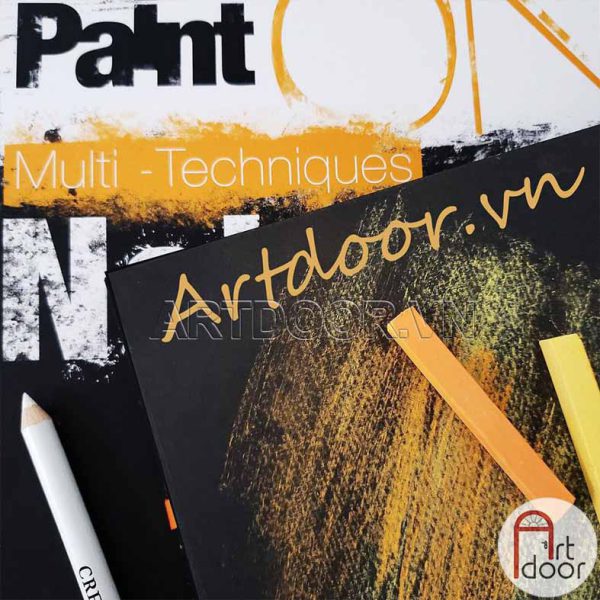 Paint ON
Multi - Techniques
Artdoor.vn
ARTDOOR.VN
CRE
Art
door